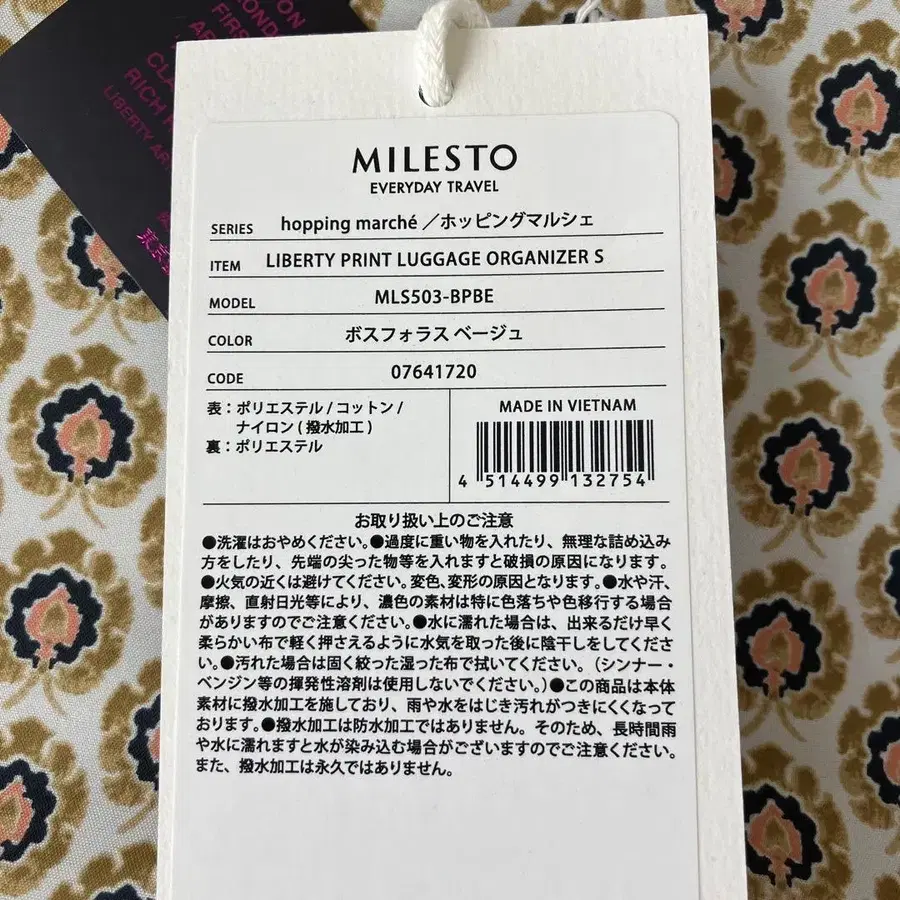 LIBERTY
MILESTO
EVERYDAY TRAVEL
SERIES hopping marché／ホッピングマルシェ
ITEM LIBERTY PRINT LUGGAGE ORGANIZER S
MODEL MLS503-BPBE
COLOR ボスフォラス ベージュ
CODE 07641720
表：ポリエステル / コットン /
ナイロン ( 撥水加工 )
裏：ポリエステル
MADE IN VIETNAM
4 514499 132754
お取り扱い上のご注意
●洗濯はおやめください。●過度に重い物を入れたり、無理な詰め込み
方をしたり、先端の尖った物等を入れますと破損の原因になります。
●火気の近くは避けてください。変色、変形の原因となります。●水や汗、
摩擦、直射日光等により、濃色の素材は特に色落ちや色移行する場合
がありますのでご注意ください。●水に濡れた場合は、出来るだけ早く
柔らかい布で軽く押さえるように水気を取った後に陰干しをしてくださ
い。●汚れた場合は固く絞った湿った布で拭いてください。（シンナー・
ベンジン等の揮発性溶剤は使用しないでください。）●この商品は本体
素材に撥水加工を施しており、雨や水をはじき汚れがつきにくくなって
おります。●撥水加工は防水加工ではありません。そのため、長時間雨
や水に濡れますと水が染み込む場合がございますのでご注意ください。
また、撥水加工は永久ではありません。